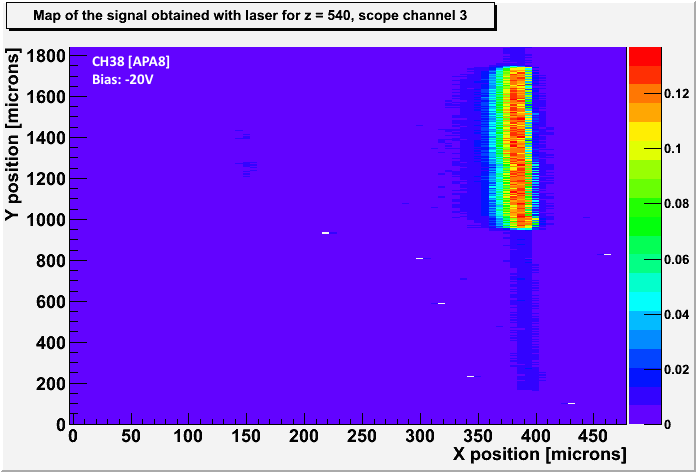 Map of the signal obtained with laser for z = 540, scope channel 3
CH38 [APA8]
Bias: -20V
Y position [microns]
1800
1600
1400
1200
1000
800
600
400
200
0
0 50 100 150 200 250 300 350 400 450
X position [microns]
0.12
0.1
0.08
0.06
0.04
0.02
0